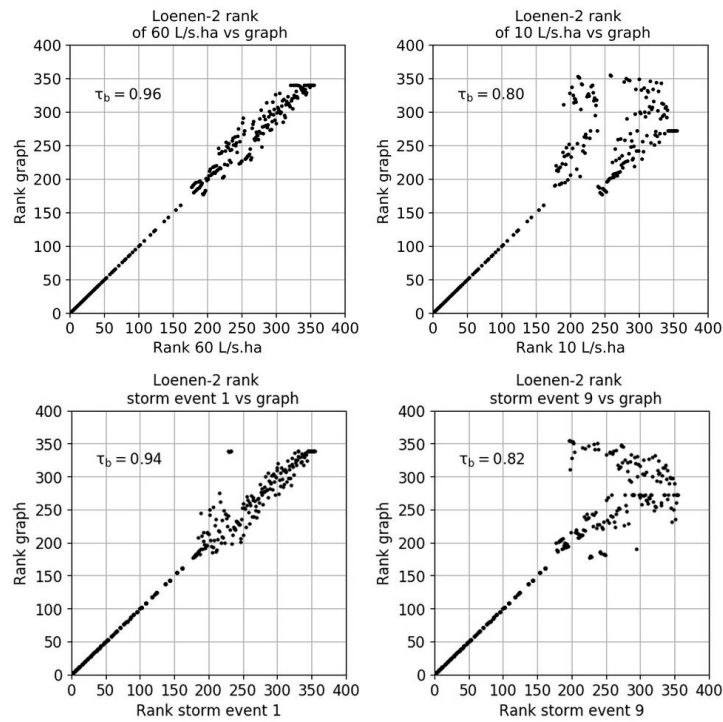 Loenen-2 rank
of 60 L/s.ha vs graph
400
350
300
250
200
150
100
50
0
τb = 0.96
Rank graph
0 50 100 150 200 250 300 350 400
Rank 60 L/s.ha
Loenen-2 rank
of 10 L/s.ha vs graph
400
350
300
250
200
150
100
50
0
τb = 0.80
Rank graph
0 50 100 150 200 250 300 350 400
Rank 10 L/s.ha
Loenen-2 rank
storm event 1 vs graph
400
350
300
250
200
150
100
50
0
τb = 0.94
Rank graph
0 50 100 150 200 250 300 350 400
Rank storm event 1
Loenen-2 rank
storm event 9 vs graph
400
350
300
250
200
150
100
50
0
τb = 0.82
Rank graph
0 50 100 150 200 250 300 350 400
Rank storm event 9